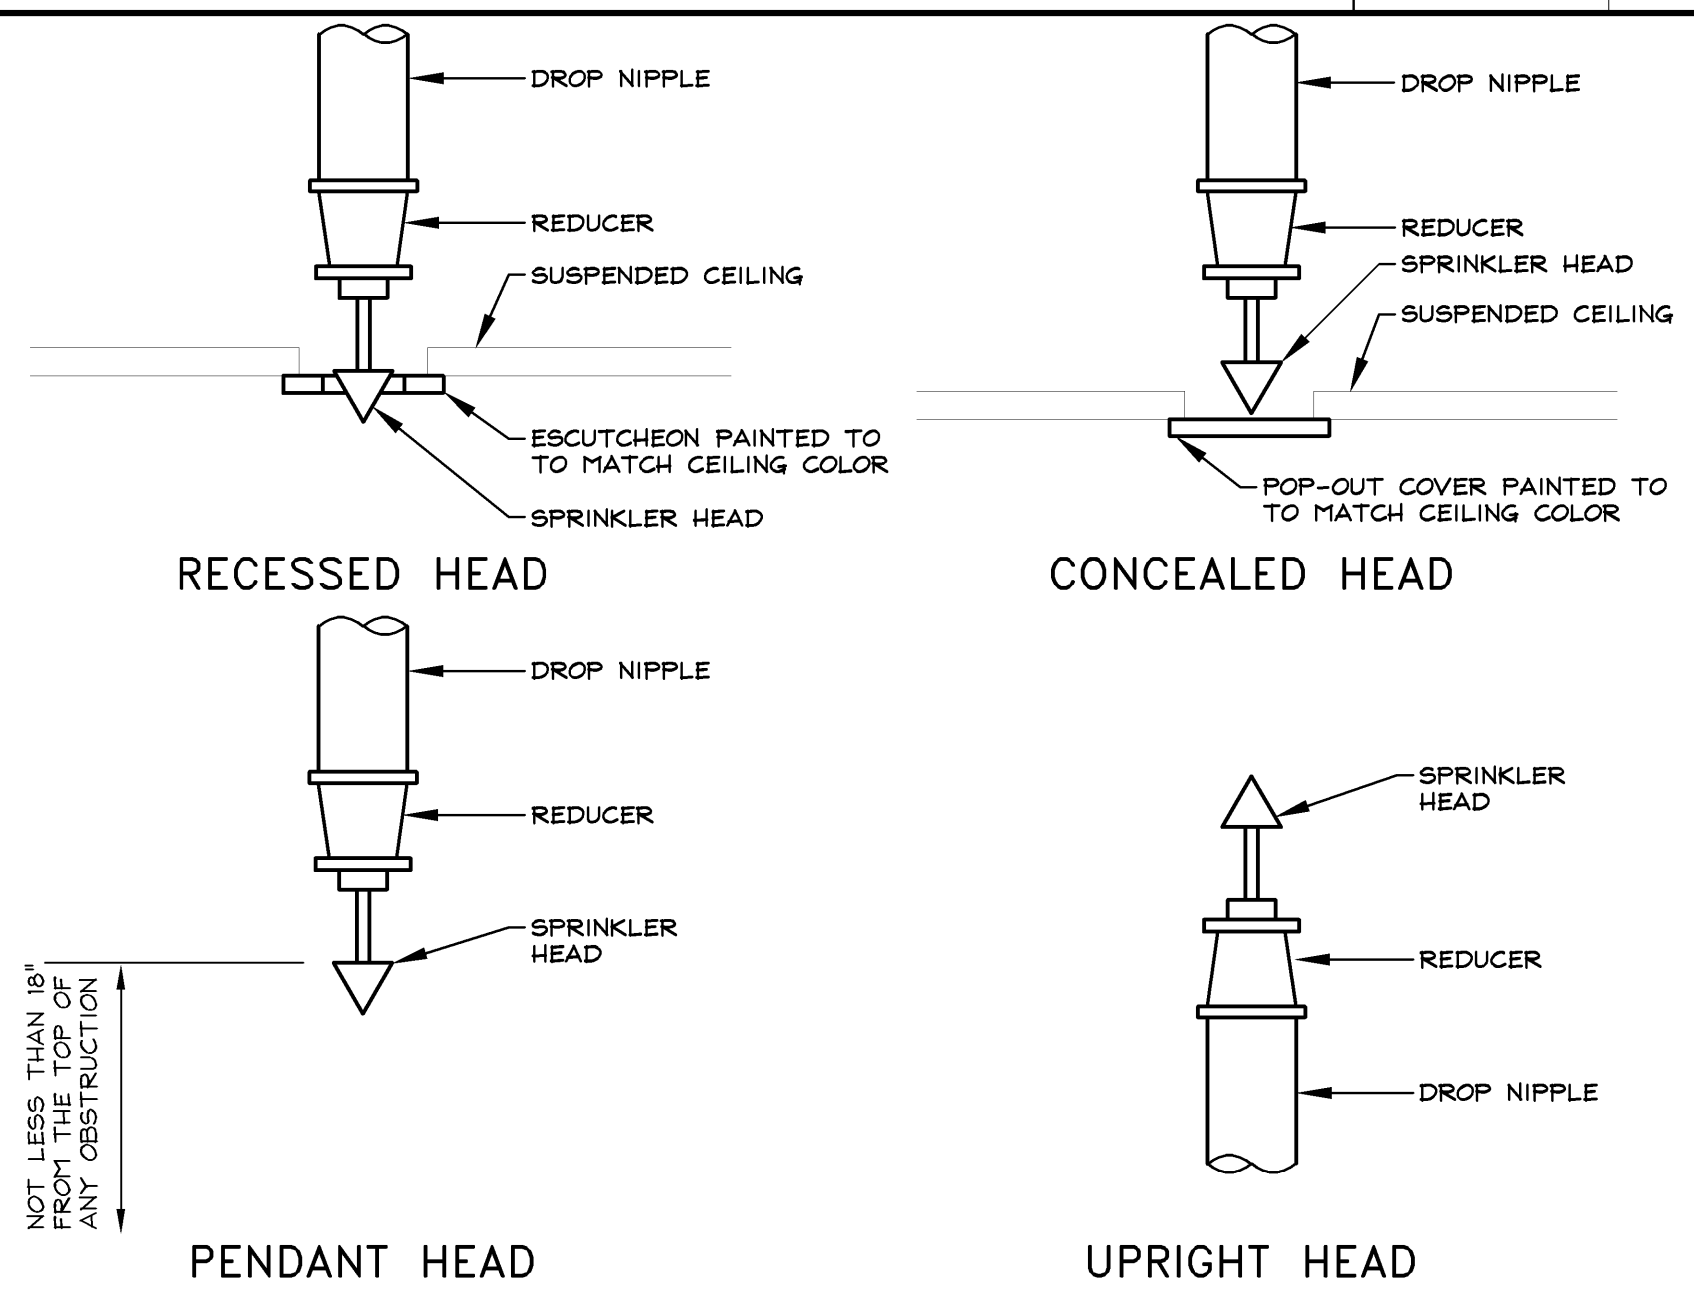 DROP NIPPLE
REDUCER
SUSPENDED CEILING
ESCUTCHEON PAINTED TO
TO MATCH CEILING COLOR
SPRINKLER HEAD
RECESSED HEAD
DROP NIPPLE
REDUCER
SPRINKLER HEAD
SUSPENDED CEILING
POP-OUT COVER PAINTED TO
TO MATCH CEILING COLOR
CONCEALED HEAD
DROP NIPPLE
REDUCER
SPRINKLER
HEAD
NOT LESS THAN 18"
FROM THE TOP OF
ANY OBSTRUCTION
PENDANT HEAD
SPRINKLER
HEAD
REDUCER
DROP NIPPLE
UPRIGHT HEAD